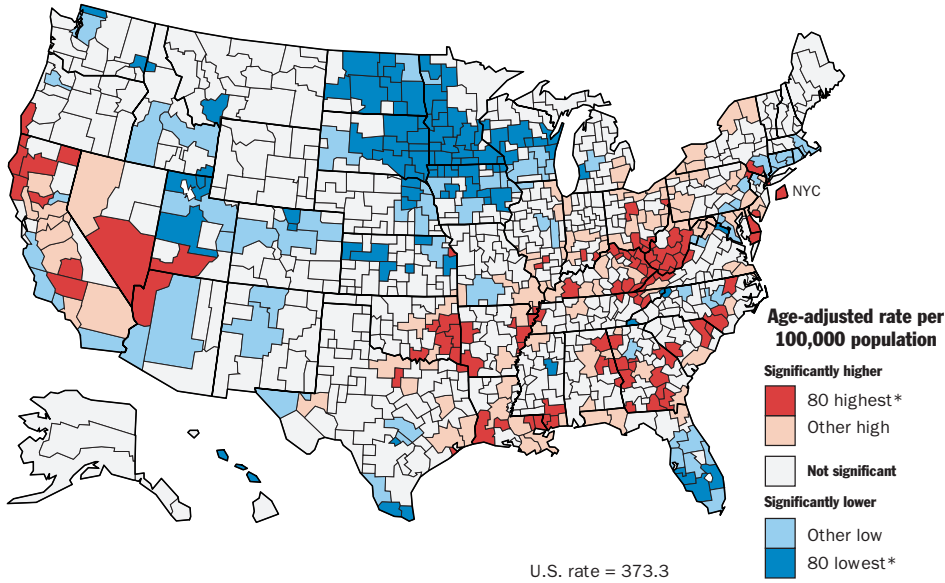 NYC
Age-adjusted rate per
100,000 population
Significantly higher
80 highest*
Other high
Not significant
Significantly lower
Other low
80 lowest*
U.S. rate = 373.3